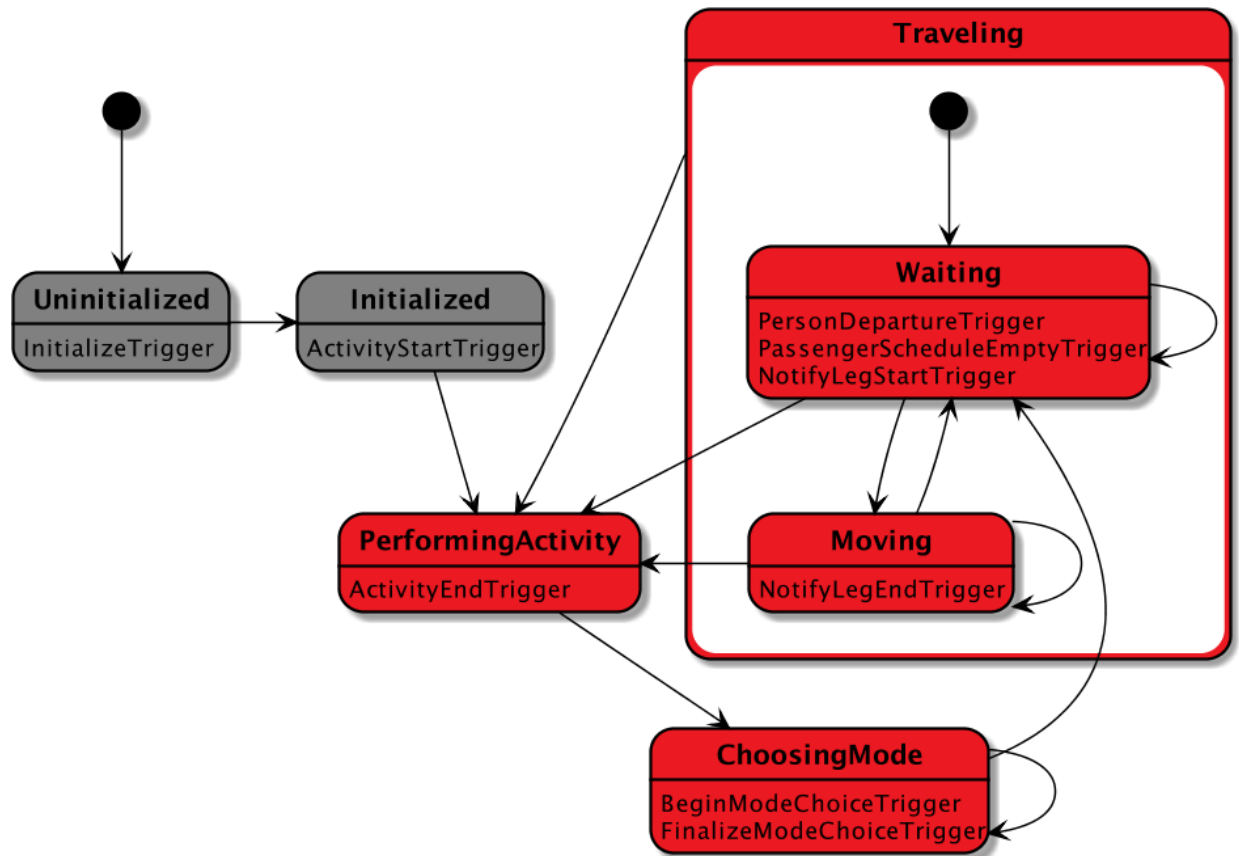 Traveling
Uninitialized
InitializeTrigger
Initialized
ActivityStartTrigger
Waiting
PersonDepartureTrigger
PassengerScheduleEmptyTrigger
NotifyLegStartTrigger
PerformingActivity
ActivityEndTrigger
Moving
NotifyLegEndTrigger
ChoosingMode
BeginModeChoiceTrigger
FinalizeModeChoiceTrigger